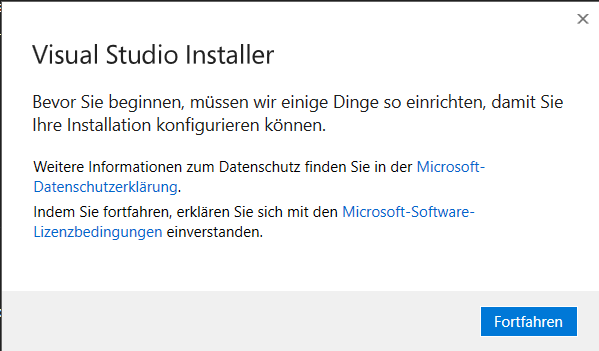 Visual Studio Installer
Bevor Sie beginnen, müssen wir einige Dinge so einrichten, damit Sie
Ihre Installation konfigurieren können.
Weitere Informationen zum Datenschutz finden Sie in der Microsoft-
Datenschutzerklärung.
Indem Sie fortfahren, erklären Sie sich mit den Microsoft-Software-
Lizenzbedingungen einverstanden.
Fortfahren